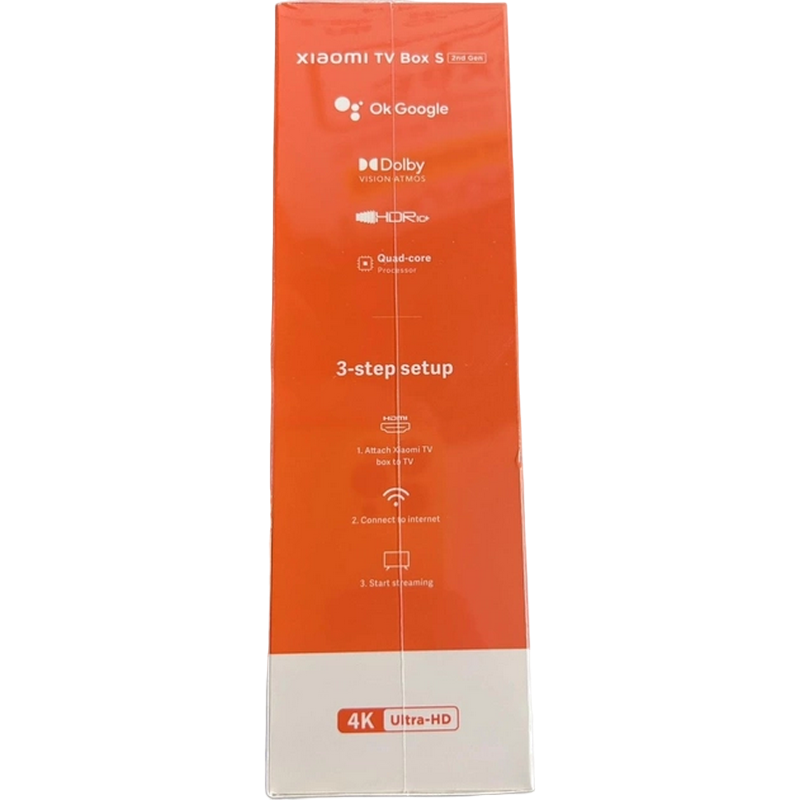 xiaomi TV Box S 2nd Gen
Ok Google
Dolby
VISION·ATMOS
HDR10+
Quad-core
Processor
3-step setup
HDMI
1. Attach Xiaomi TV
box to TV
2. Connect to internet
3. Start streaming
4K Ultra-HD